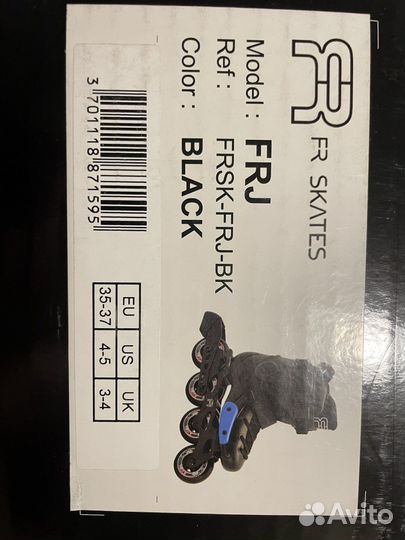 FR SKATES
Model : FRJ
Ref : FRSK-FRJ-BK
Color : BLACK
3 701118 871595
EU US UK
35-37 4-5 3-4
Avito